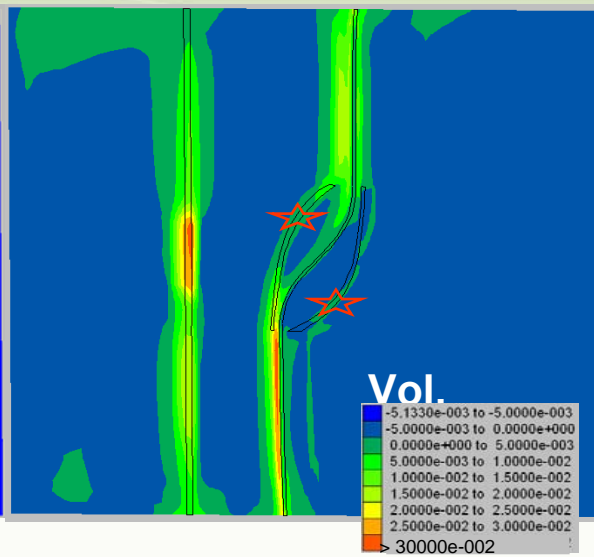 Vol.
-5.1330e-003 to -5.0000e-003
-5.0000e-003 to 0.0000e+000
0.0000e+000 to 5.0000e-003
5.0000e-003 to 1.0000e-002
1.0000e-002 to 1.5000e-002
1.5000e-002 to 2.0000e-002
2.0000e-002 to 2.5000e-002
2.5000e-002 to 3.0000e-002
> 30000e-002